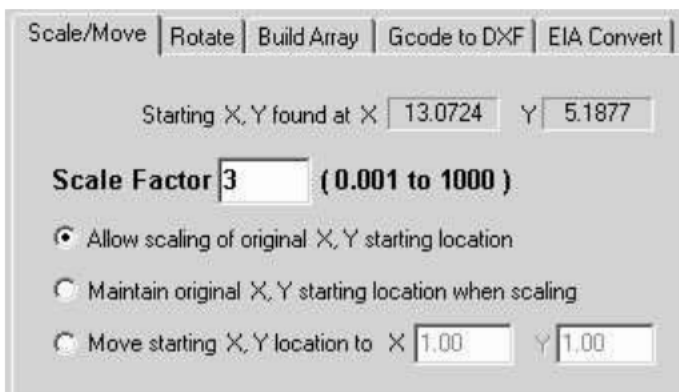 Scale/Move Rotate Build Array Gcode to DXF EIA Convert
Starting X, Y found at X 13.0724 Y 5.1877
Scale Factor 3 ( 0.001 to 1000 )
Allow scaling of original X, Y starting location
Maintain original X, Y starting location when scaling
Move starting X, Y location to X 1.00 Y 1.00